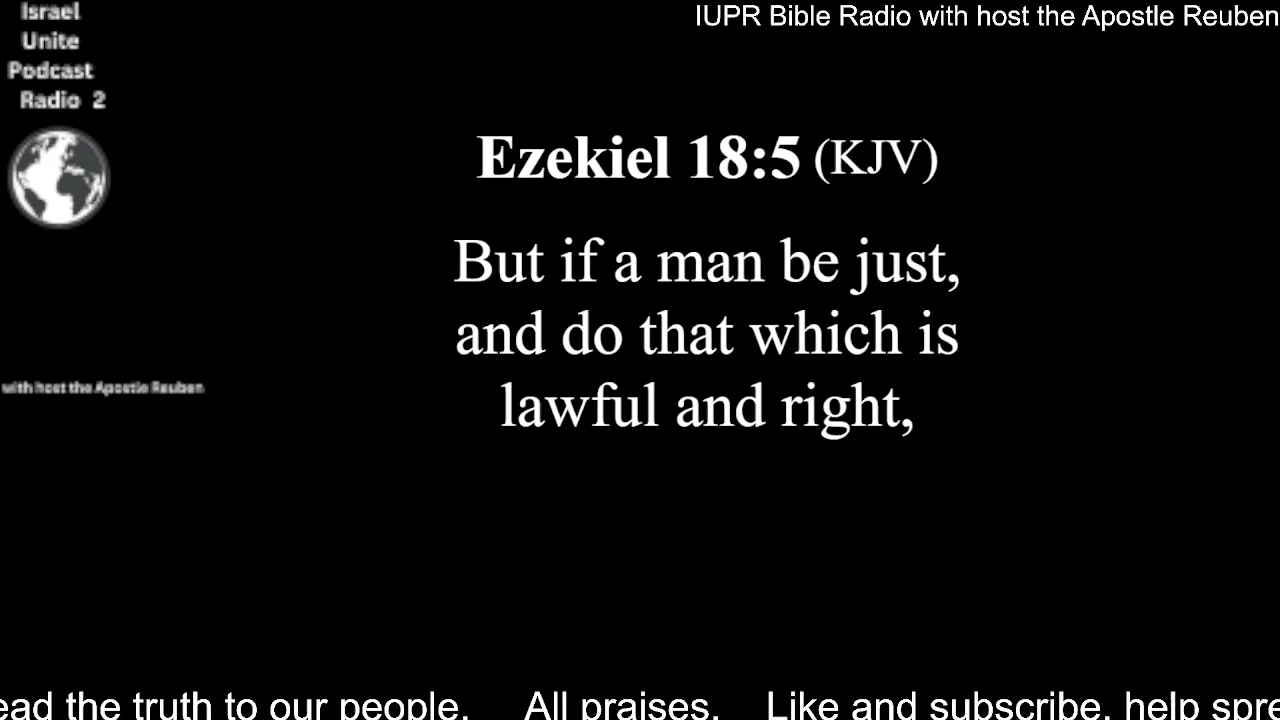 Israel
Unite
Podcast
Radio 2
IUPR Bible Radio with host the Apostle Reuben
Ezekiel 18:5 (KJV)
But if a man be just,
and do that which is
lawful and right,
with host the Apostle Reuben
ead the truth to our people. All praises. Like and subscribe, help spre